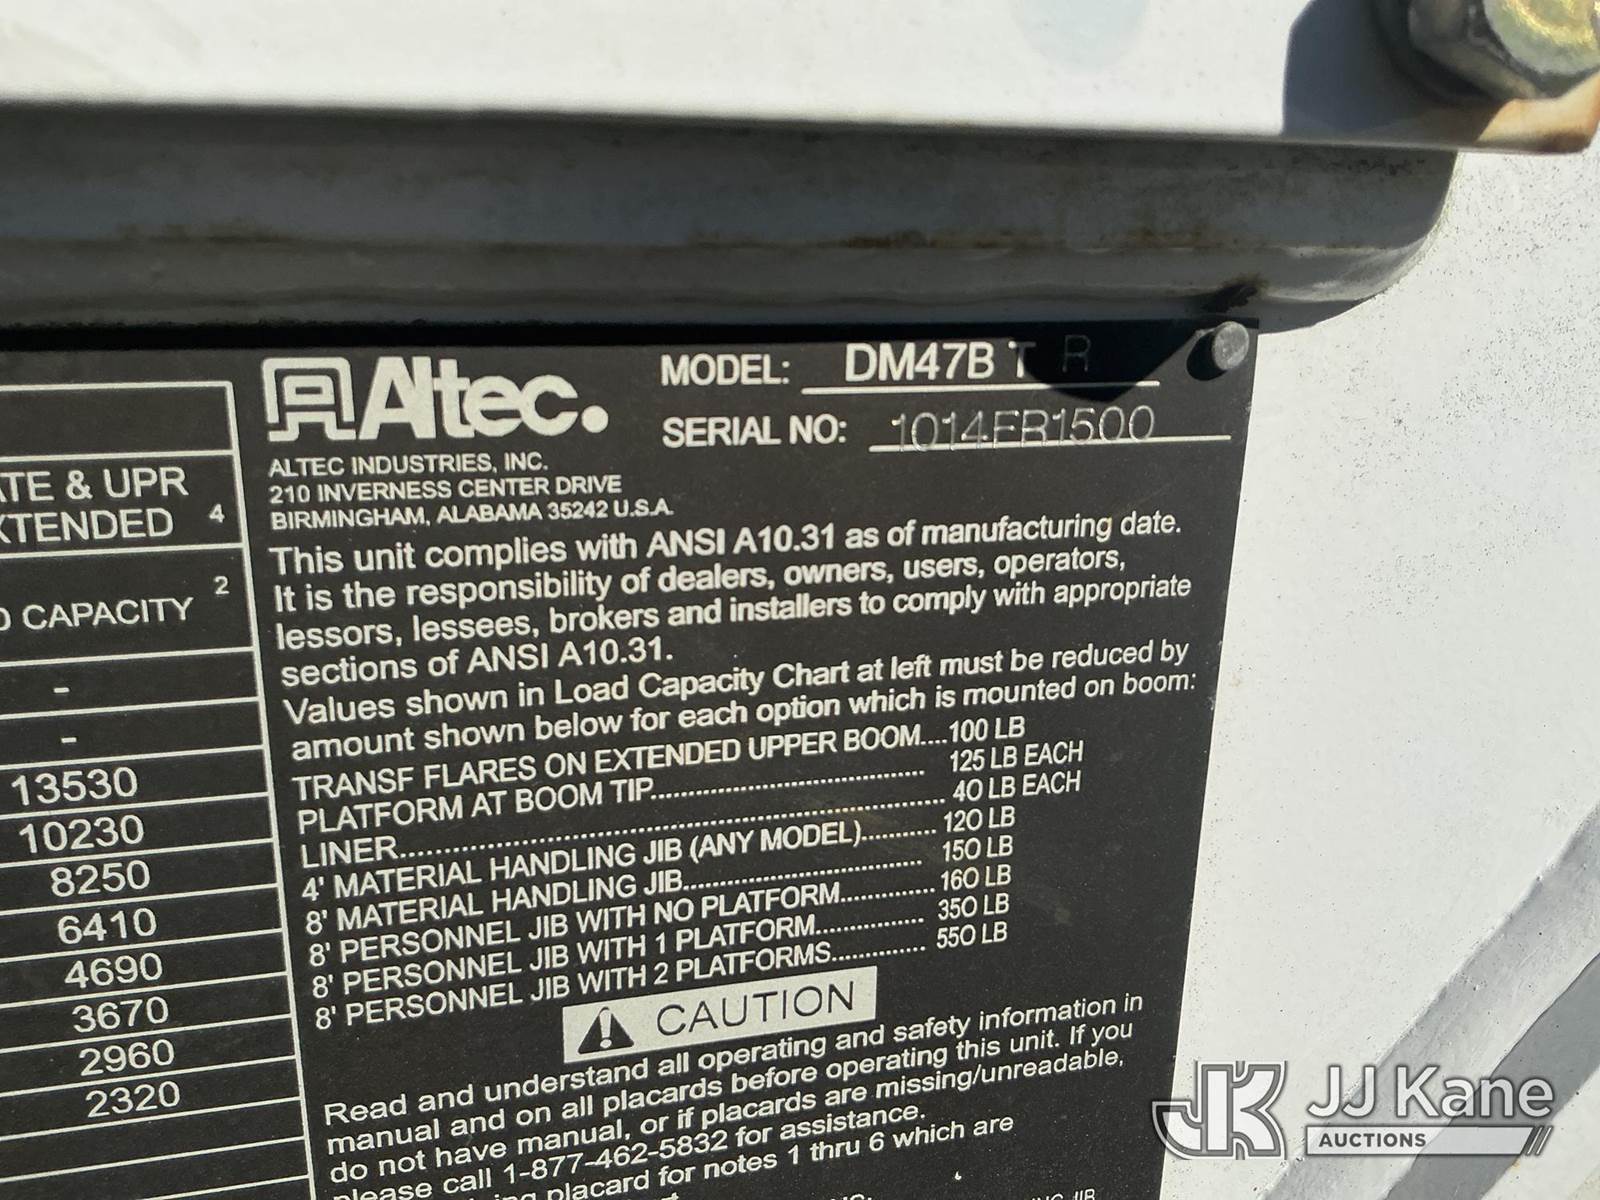 Altec.
MODEL: DM47B T R
SERIAL NO: 1014FR1500
ALTEC INDUSTRIES, INC.
210 INVERNESS CENTER DRIVE
BIRMINGHAM, ALABAMA 35242 U.S.A.
This unit complies with ANSI A10.31 as of manufacturing date.
It is the responsibility of dealers, owners, users, operators,
lessors, lessees, brokers and installers to comply with appropriate
sections of ANSI A10.31.
Values shown in Load Capacity Chart at left must be reduced by
amount shown below for each option which is mounted on boom:
TRANSF FLARES ON EXTENDED UPPER BOOM....100 LB
PLATFORM AT BOOM TIP............................ 125 LB EACH
LINER.......................................................... 40 LB EACH
4' MATERIAL HANDLING JIB (ANY MODEL)........... 120 LB
8' MATERIAL HANDLING JIB........................ 150 LB
8' PERSONNEL JIB WITH NO PLATFORM.............. 160 LB
8' PERSONNEL JIB WITH 1 PLATFORM................ 350 LB
8' PERSONNEL JIB WITH 2 PLATFORMS.............. 550 LB
CAUTION
Read and understand all operating and safety information in
manual and on all placards before operating this unit. If you
do not have manual, or if placards are missing/unreadable,
please call 1-877-462-5832 for assistance.
placard for notes 1 thru 6 which are
& UPR
4
CAPACITY 2
-
-
13530
10230
8250
6410
4690
3670
2960
2320
JK JJ Kane
AUCTIONS